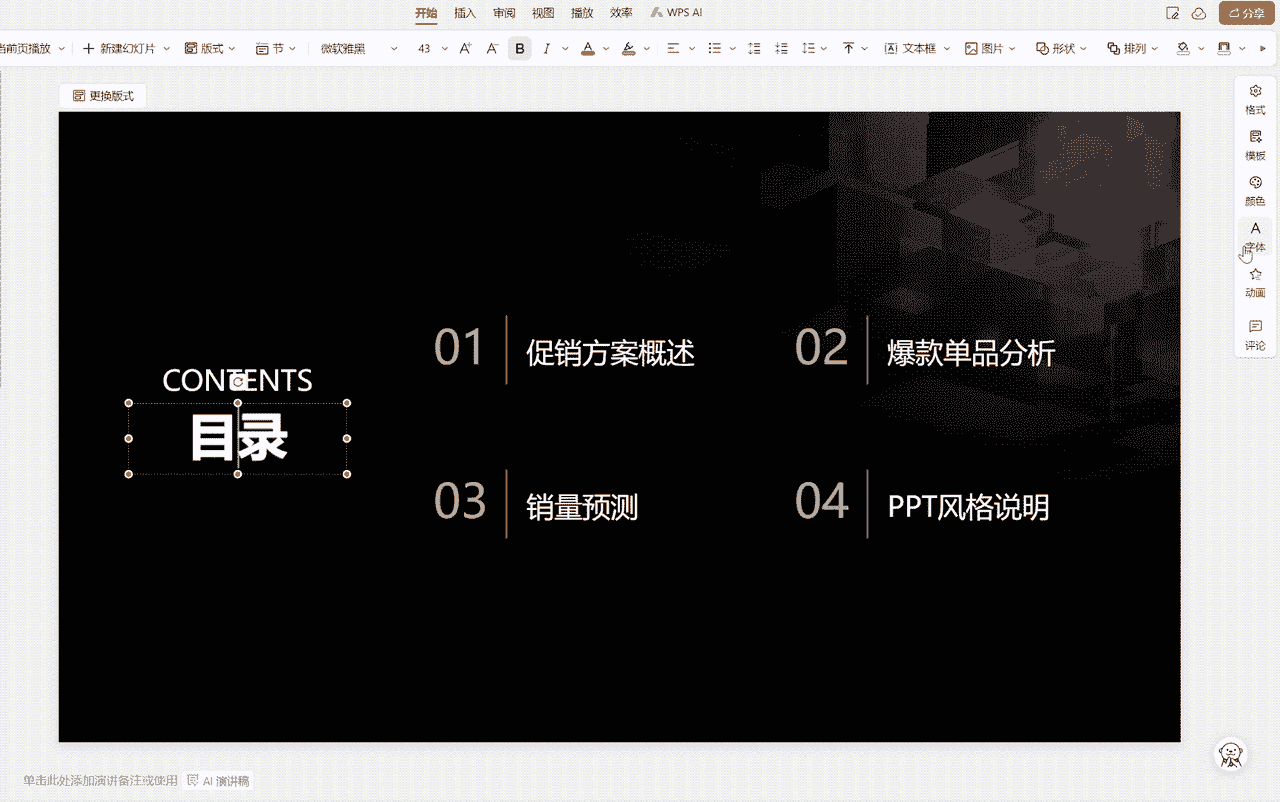 开始 插入 审阅 视图 播放 效率 WPS AI 分享
当前页播放 新建幻灯片 版式 节 微软雅黑 43 A+ A- B I A 文本框 图片 形状 排列
更换版式
格式
模板
颜色
字体
动画
评论
CONTENTS
目录
01 促销方案概述
02 爆款单品分析
03 销量预测
04 PPT风格说明
单击此处添加演讲备注或使用 AI 演讲稿